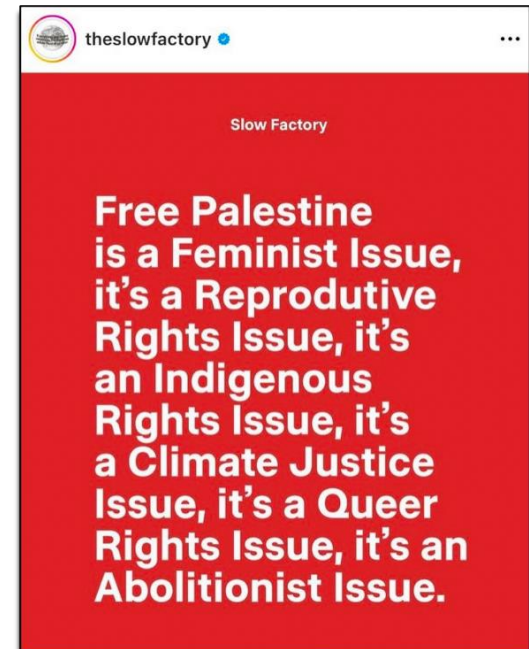 theslowfactory
Slow Factory
Free Palestine
is a Feminist Issue,
it's a Reprodutive
Rights Issue, it's
an Indigenous
Rights Issue, it's
a Climate Justice
Issue, it's a Queer
Rights Issue, it's an
Abolitionist Issue.